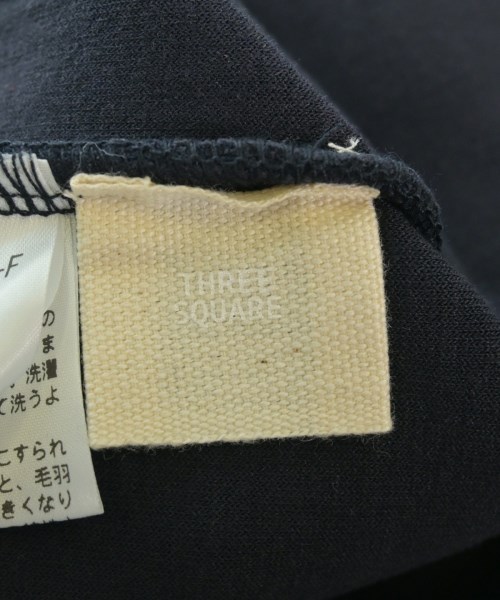 THREE
SQUARE
-F
の
ま
洗濯
て洗うよ
こすられ
と、毛羽
きくなり